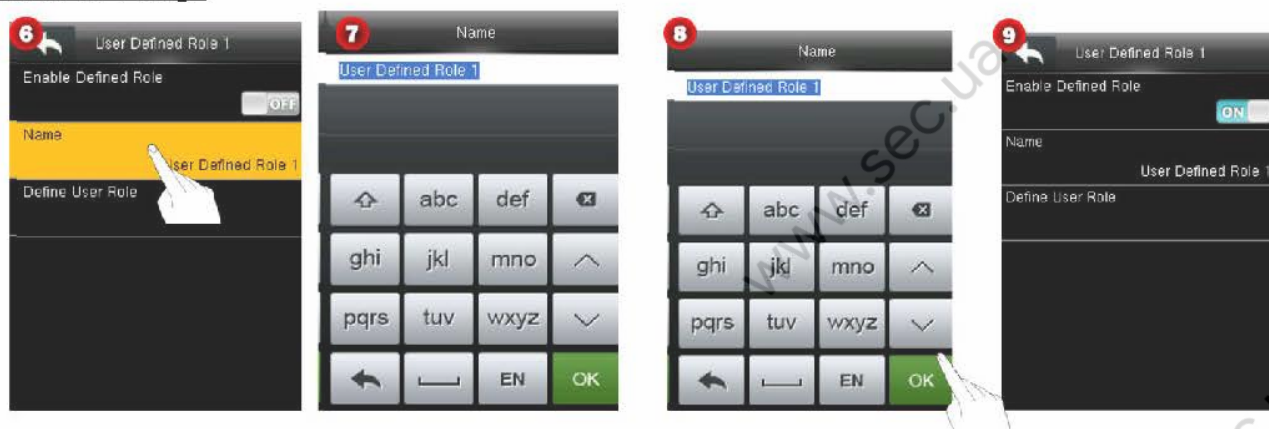 6
User Defined Role 1
Enable Defined Role
OFF
Name
User Defined Role 1
Define User Role
7
Name
User Defined Role 1
abc
def
ghi
jkl
mno
pqrs
tuv
wxyz
EN
OK
8
Name
User Defined Role 1
abc
def
ghi
jkl
mno
pqrs
tuv
wxyz
EN
OK
9
User Defined Role 1
Enable Defined Role
ON
Name
User Defined Role 1
Define User Role
www.sec.ua